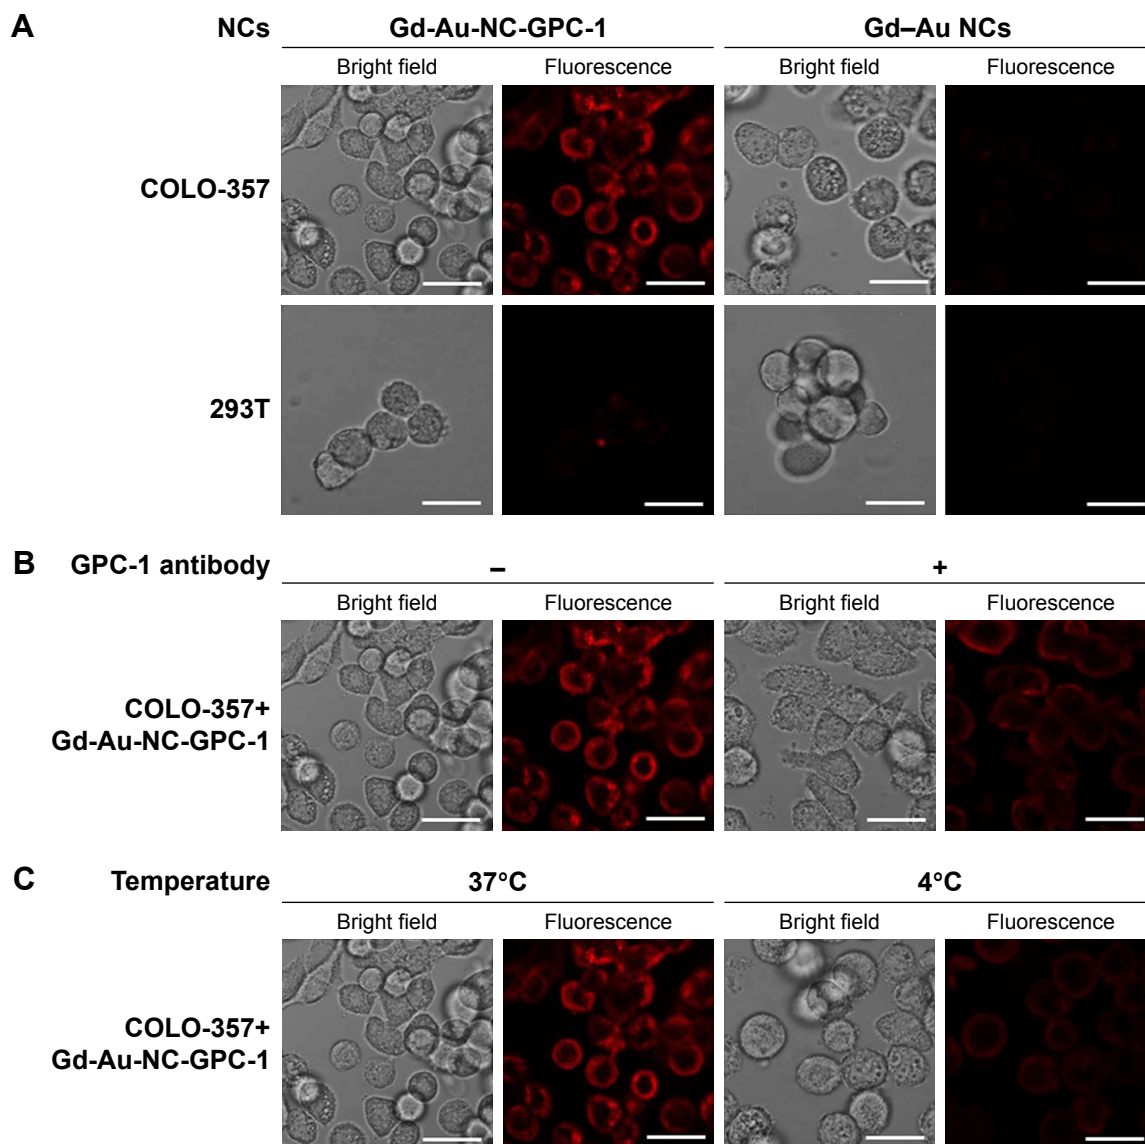 A NCs Gd-Au-NC-GPC-1 Gd–Au NCs
Bright field Fluorescence Bright field Fluorescence
COLO-357
293T
B GPC-1 antibody – +
Bright field Fluorescence Bright field Fluorescence
COLO-357+
Gd-Au-NC-GPC-1
C Temperature 37°C 4°C
Bright field Fluorescence Bright field Fluorescence
COLO-357+
Gd-Au-NC-GPC-1